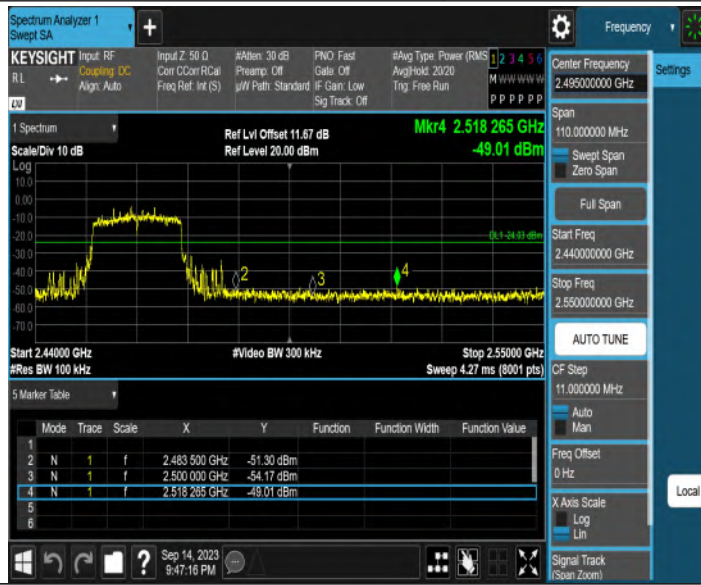 Spectrum Analyzer 1
Swept SA
+
Frequency
KEYSIGHT
RL
LXI
Input: RF
Coupling: DC
Align: Auto
Input Z: 50 Ω
Corr CCorr RCal
Freq Ref: Int (S)
#Atten: 30 dB
Preamp: Off
µW Path: Standard
PNO: Fast
Gate: Off
IF Gain: Low
Sig Track: Off
#Avg Type: Power (RMS
Avg|Hold: 20/20
Trig: Free Run
1 2 3 4 5 6
M W W W W W
P P P P P P
1 Spectrum
Scale/Div 10 dB
Ref Lvl Offset 11.67 dB
Ref Level 20.00 dBm
Mkr4 2.518 265 GHz
-49.01 dBm
Log
10.0
0.00
-10.0
-20.0
-30.0
-40.0
-50.0
-60.0
-70.0
DL1 -24.03 dBm
2
3
4
Start 2.44000 GHz
#Res BW 100 kHz
#Video BW 300 kHz
Stop 2.55000 GHz
Sweep 4.27 ms (8001 pts)
5 Marker Table
Mode Trace Scale X Y Function Function Width Function Value
1
2 N 1 f 2.483 500 GHz -51.30 dBm
3 N 1 f 2.500 000 GHz -54.17 dBm
4 N 1 f 2.518 265 GHz -49.01 dBm
5
6
?
Sep 14, 2023
9:47:16 PM
Center Frequency
2.495000000 GHz
Settings
Span
110.000000 MHz
Swept Span
Zero Span
Full Span
Start Freq
2.440000000 GHz
Stop Freq
2.550000000 GHz
AUTO TUNE
CF Step
11.000000 MHz
Auto
Man
Freq Offset
0 Hz
Local
X Axis Scale
Log
Lin
Signal Track
(Span Zoom)